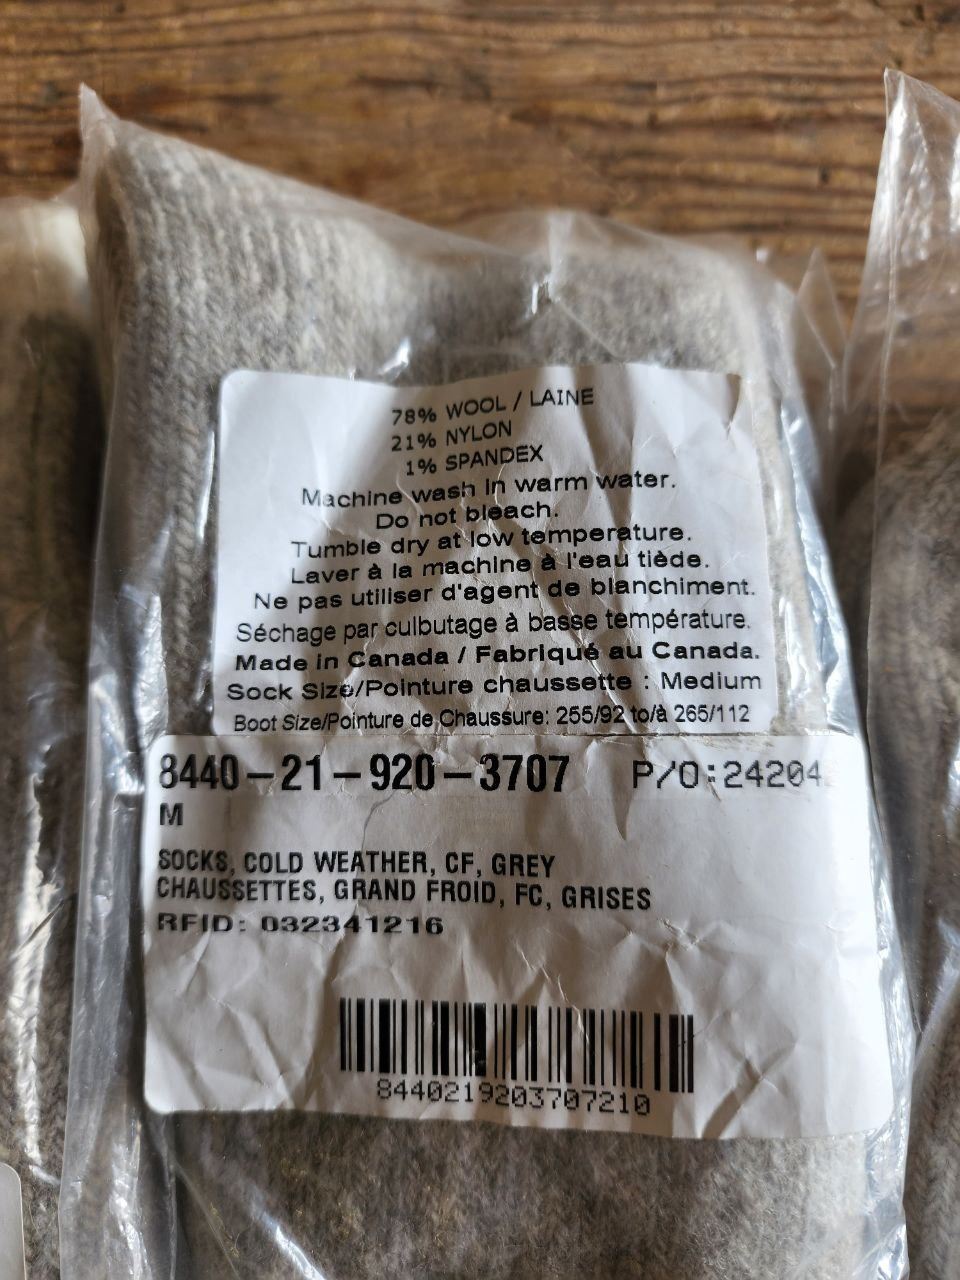 78% WOOL / LAINE
21% NYLON
1% SPANDEX
Machine wash in warm water.
Do not bleach.
Tumble dry at low temperature.
Laver à la machine à l'eau tiède.
Ne pas utiliser d'agent de blanchiment.
Séchage par culbutage à basse température.
Made in Canada / Fabriqué au Canada.
Sock Size/Pointure chaussette : Medium
Boot Size/Pointure de Chaussure: 255/92 to/à 265/112
8440-21-920-3707 P/O:24204
M
SOCKS, COLD WEATHER, CF, GREY
CHAUSSETTES, GRAND FROID, FC, GRISES
RFID: 032341216
8440219203707210